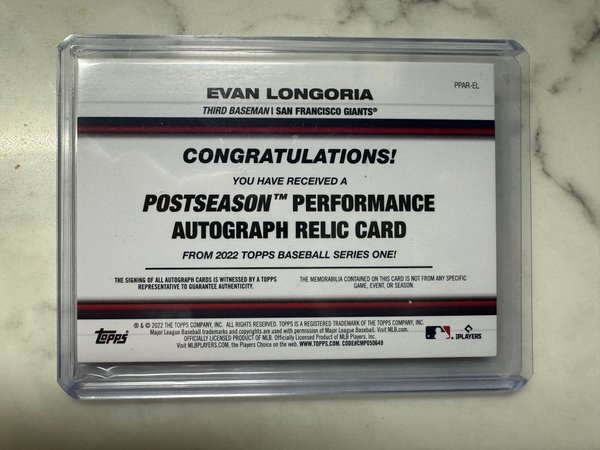 PPAR-EL
EVAN LONGORIA
THIRD BASEMAN | SAN FRANCISCO GIANTS®
CONGRATULATIONS!
YOU HAVE RECEIVED A
POSTSEASON™ PERFORMANCE
AUTOGRAPH RELIC CARD
FROM 2022 TOPPS BASEBALL SERIES ONE!
THE SIGNING OF ALL AUTOGRAPH CARDS IS WITNESSED BY A TOPPS
REPRESENTATIVE TO GUARANTEE AUTHENTICITY.
THE MEMORABILIA CONTAINED ON THIS CARD IS NOT FROM ANY SPECIFIC
GAME, EVENT, OR SEASON.
Topps®
® & © 2022 THE TOPPS COMPANY, INC. ALL RIGHTS RESERVED. TOPPS IS A REGISTERED TRADEMARK OF THE TOPPS COMPANY, INC.
Major League Baseball trademarks and copyrights are used with permission of Major League Baseball. Visit MLB.com.
OFFICIALLY LICENSED PRODUCT OF MLB. Officially Licensed Product of MLB Players, Inc.
Visit MLBPLAYERS.com, the Players Choice on the web. WWW.TOPPS.COM. CODE#CMP050649
PLAYERS